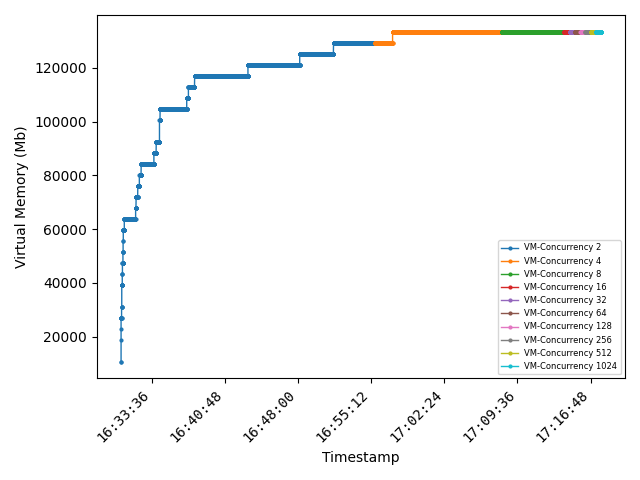 Virtual Memory (Mb)
120000
100000
80000
60000
40000
20000
VM-Concurrency 2
VM-Concurrency 4
VM-Concurrency 8
VM-Concurrency 16
VM-Concurrency 32
VM-Concurrency 64
VM-Concurrency 128
VM-Concurrency 256
VM-Concurrency 512
VM-Concurrency 1024
16:33:36
16:40:48
16:48:00
16:55:12
17:02:24
17:09:36
17:16:48
Timestamp